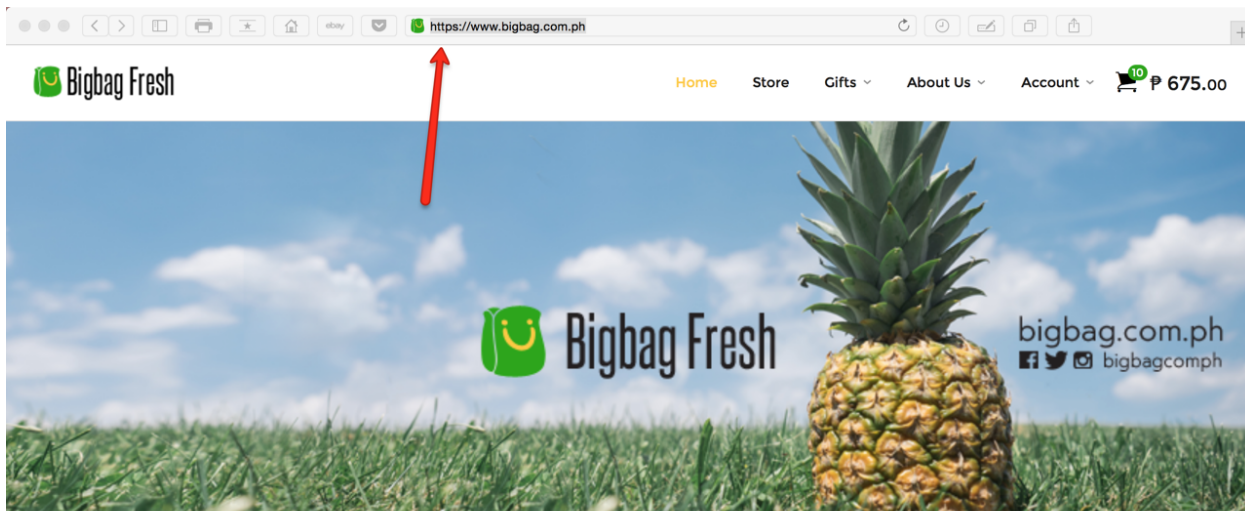 ebay
https://www.bigbag.com.ph
Bigbag Fresh
Home Store Gifts About Us Account 10 ₱ 675.00
Bigbag Fresh
bigbag.com.ph
bigbagcomph